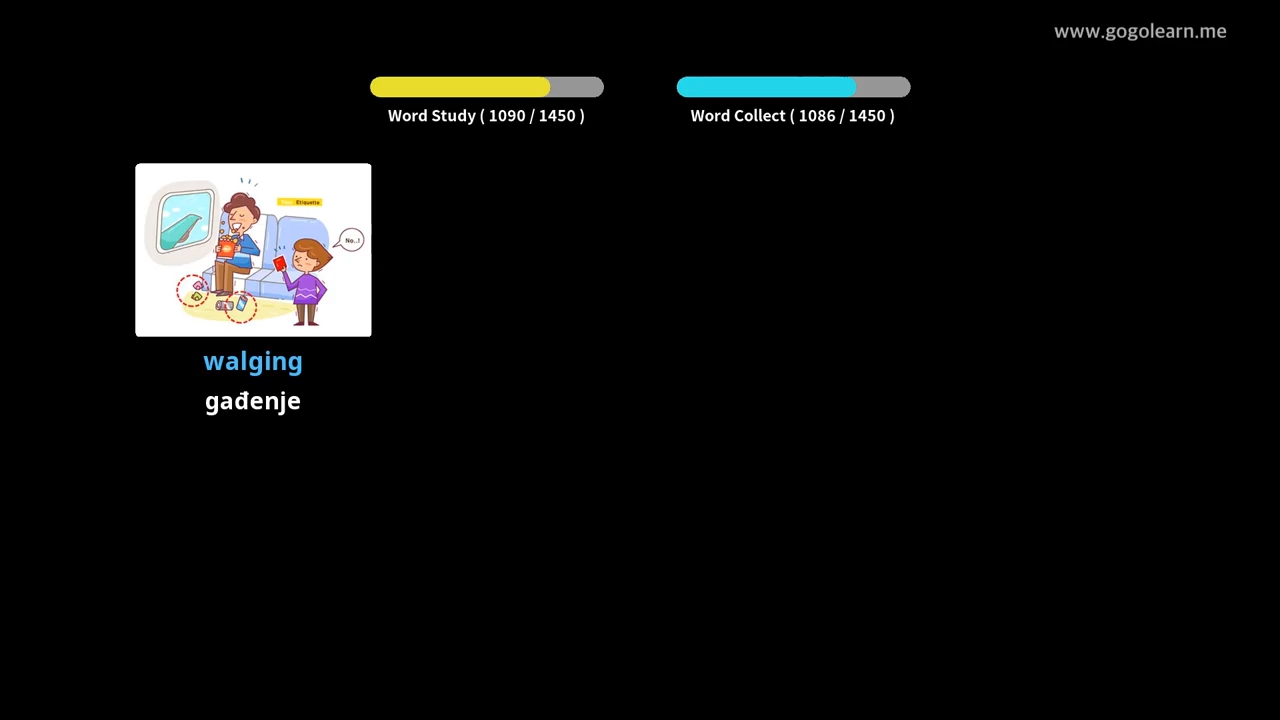 www.gogolearn.me
Word Study ( 1090 / 1450 )
Word Collect ( 1086 / 1450 )
Etiquette
No..!
walging
gađenje